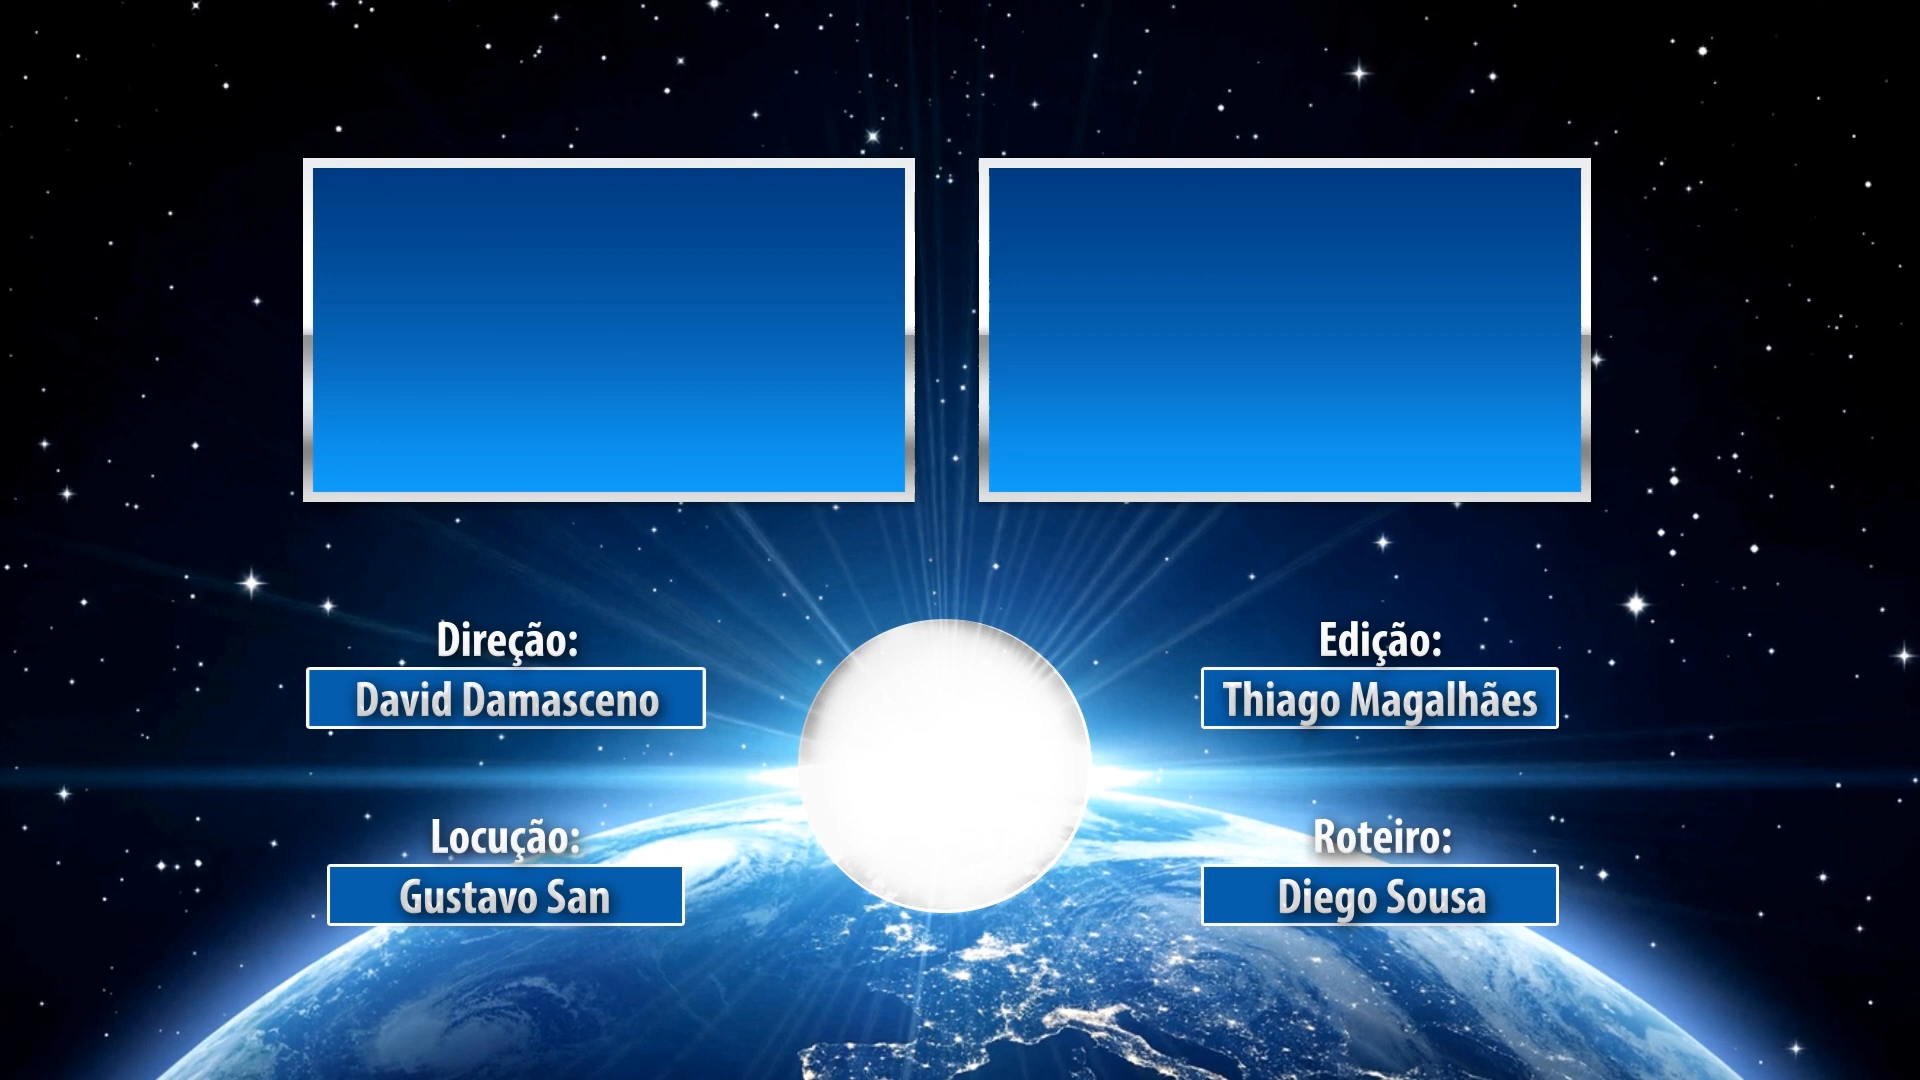 Direção:
David Damasceno
Locução:
Gustavo San
Edição:
Thiago Magalhães
Roteiro:
Diego Sousa